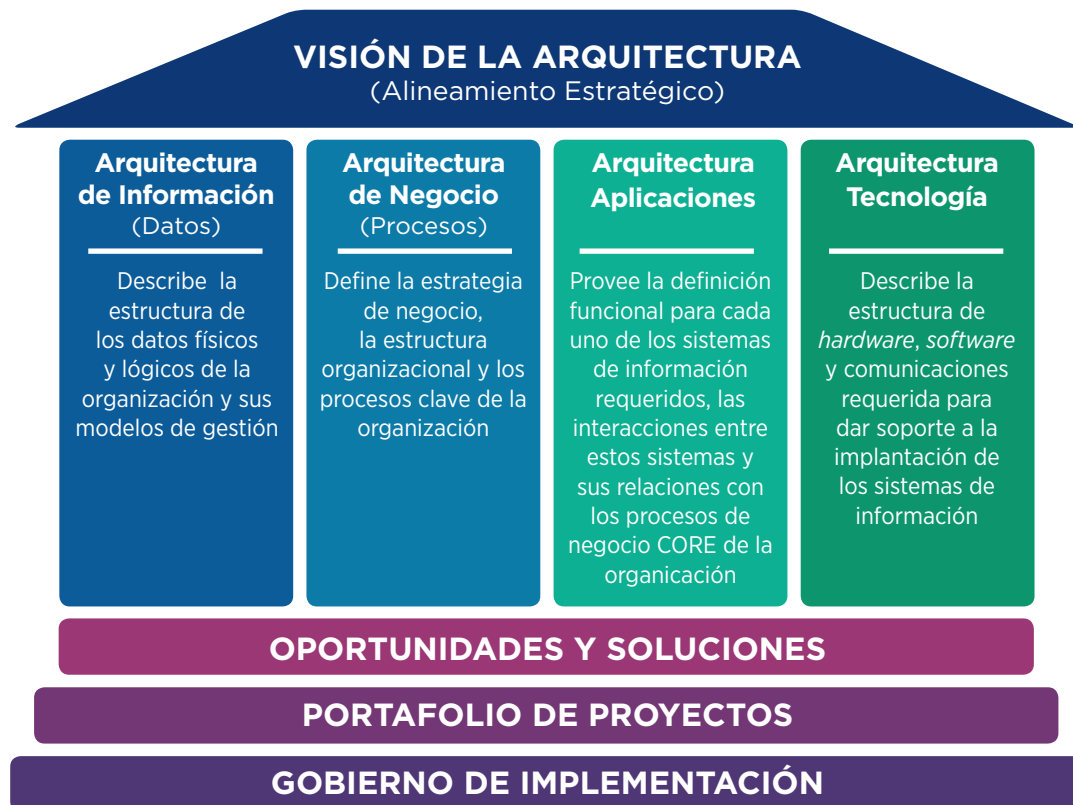 VISIÓN DE LA ARQUITECTURA
(Alineamiento Estratégico)
Arquitectura
de Información
(Datos)
Describe la
estructura de
los datos físicos
y lógicos de la
organización y sus
modelos de gestión
Arquitectura
de Negocio
(Procesos)
Define la estrategia
de negocio,
la estructura
organizacional y los
procesos clave de la
organización
Arquitectura
Aplicaciones
Provee la definición
funcional para cada
uno de los sistemas
de información
requeridos, las
interacciones entre
estos sistemas y
sus relaciones con
los procesos de
negocio CORE de la
organicación
Arquitectura
Tecnología
Describe la
estructura de
hardware, software
y comunicaciones
requerida para
dar soporte a la
implantación de
los sistemas de
información
OPORTUNIDADES Y SOLUCIONES
PORTAFOLIO DE PROYECTOS
GOBIERNO DE IMPLEMENTACIÓN